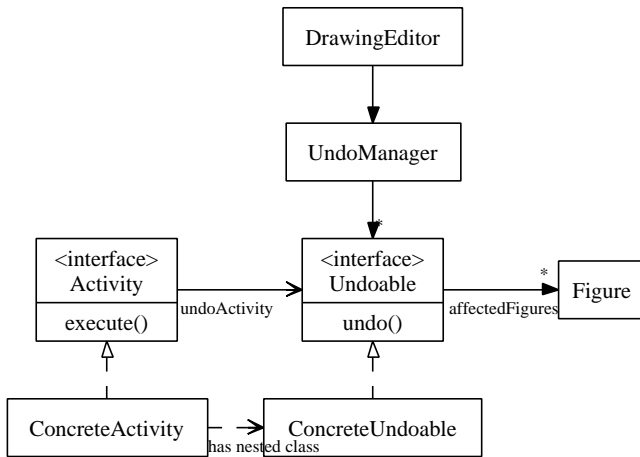 DrawingEditor
UndoManager
*
<interface>
Activity
execute()
undoActivity
<interface>
Undoable
undo()
*
affectedFigures
Figure
ConcreteActivity
has nested class
ConcreteUndoable